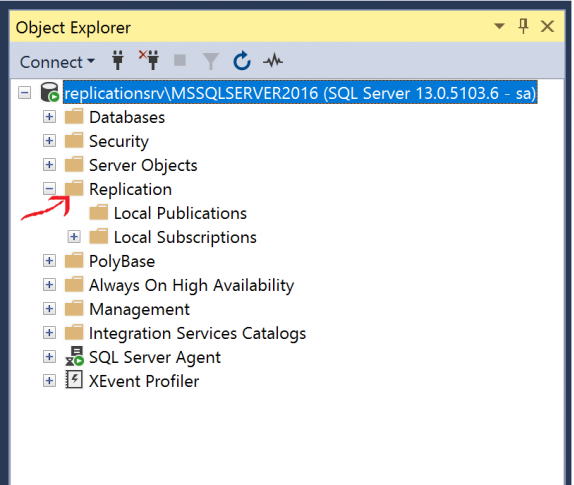 Object Explorer
Connect
replicationsrv\MSSQLSERVER2016 (SQL Server 13.0.5103.6 - sa)
Databases
Security
Server Objects
Replication
Local Publications
Local Subscriptions
PolyBase
Always On High Availability
Management
Integration Services Catalogs
SQL Server Agent
XEvent Profiler